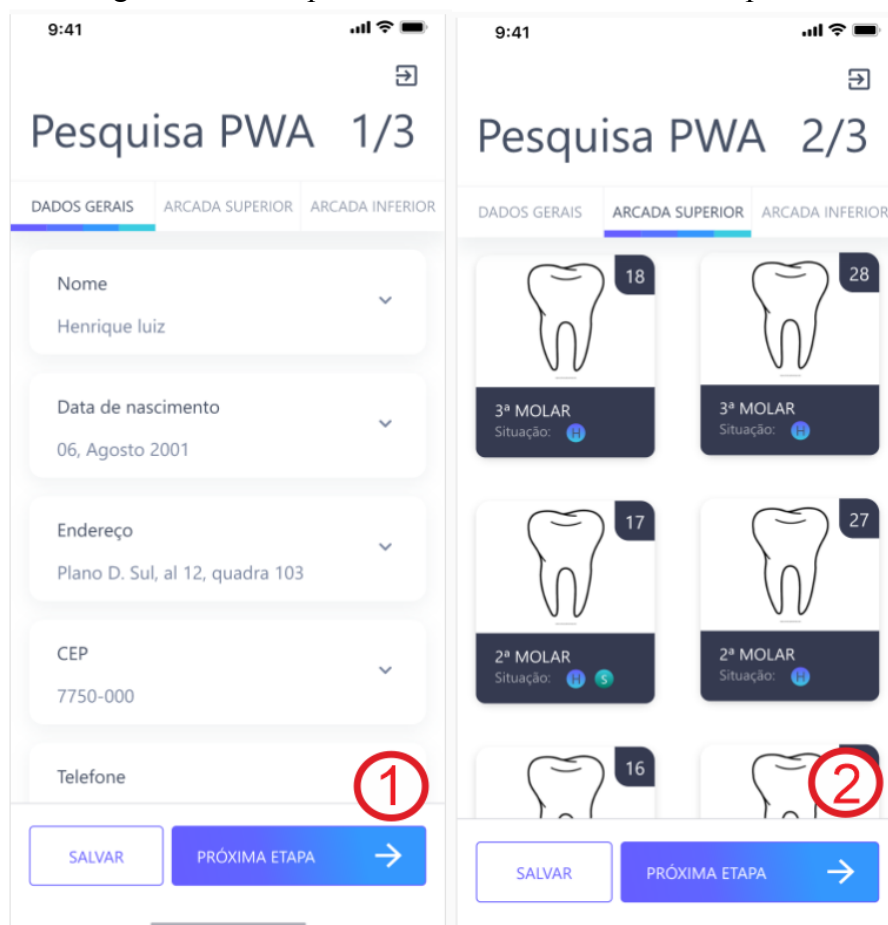 9:41
Pesquisa PWA 1/3
DADOS GERAIS ARCADA SUPERIOR ARCADA INFERIOR
Nome
Henrique luiz
Data de nascimento
06, Agosto 2001
Endereço
Plano D. Sul, al 12, quadra 103
CEP
7750-000
Telefone
1
SALVAR PRÓXIMA ETAPA
9:41
Pesquisa PWA 2/3
DADOS GERAIS ARCADA SUPERIOR ARCADA INFERIOR
18 28
3ª MOLAR 3ª MOLAR
Situação: H Situação: H
17 27
2ª MOLAR 2ª MOLAR
Situação: H S Situação: H
16
2
SALVAR PRÓXIMA ETAPA